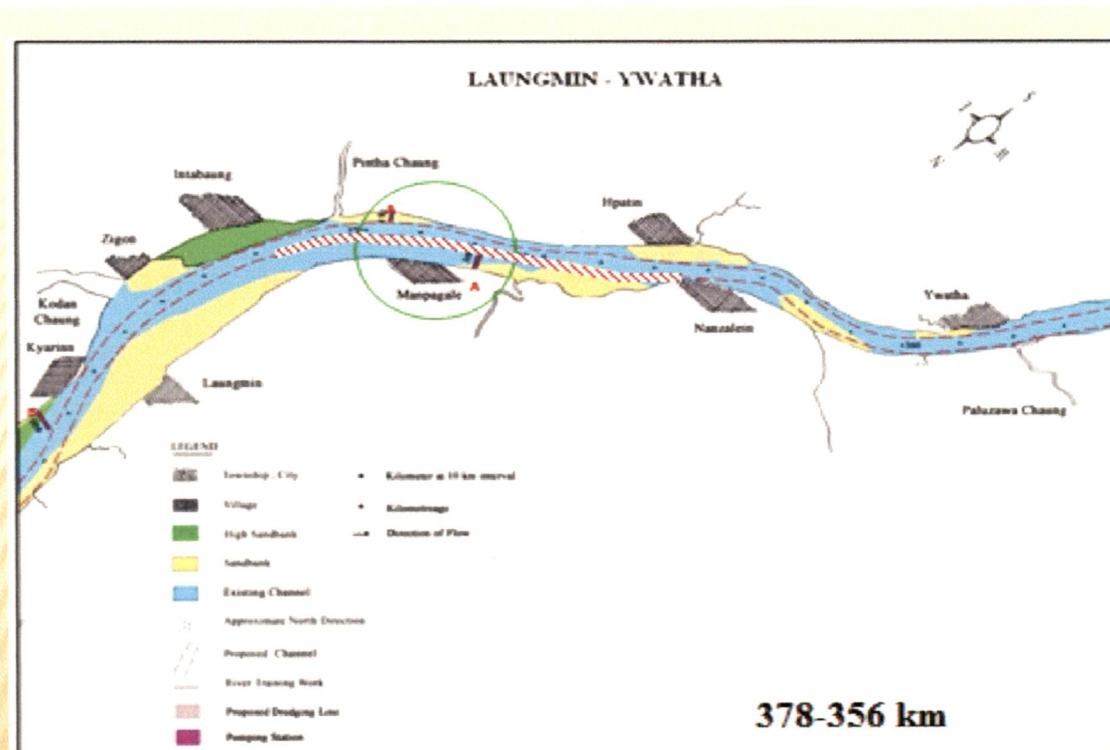 LAUNGMIN - YWATHA
Pintha Chaung
Intabaung
Hpatin
Zigon
Kodan
Chaung
Manpagale
A
Ywatha
Nanzalein
Kyarinn
Laungmin
Paluzawa Chaung
LEGEND
Township , City
Kilometer at 10 km interval
Village
Kilometreage
High Sandbank
Direction of Flow
Sandbank
Existing Channel
Approximate North Direction
Proposed Channel
River Training Work
Proposed Dredging Line
Pumping Station
378-356 km